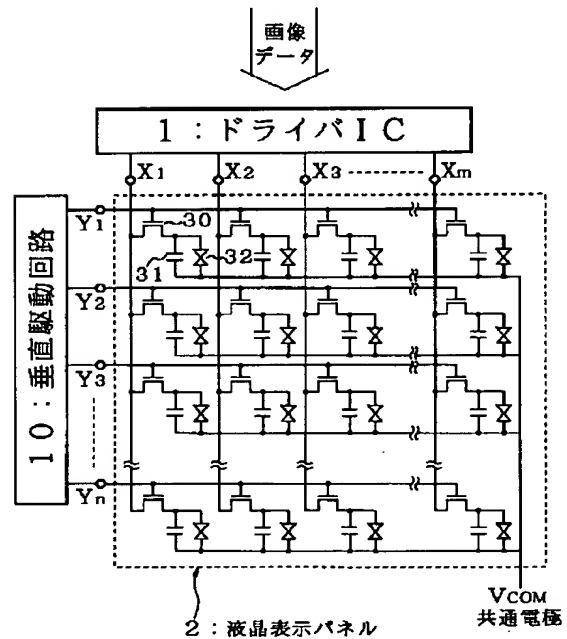 画像
データ
1:ドライバIC
X1 X2 X3 Xm
Y1
30
31
32
Y2
Y3
Yn
10:垂直駆動回路
VCOM
共通電極
2:液晶表示パネル